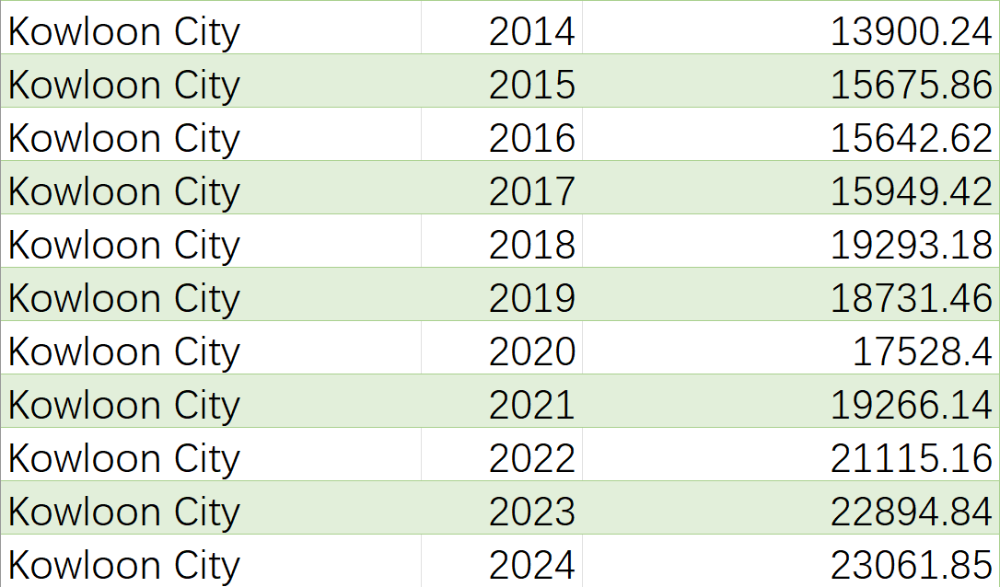 Kowloon City 2014 13900.24
Kowloon City 2015 15675.86
Kowloon City 2016 15642.62
Kowloon City 2017 15949.42
Kowloon City 2018 19293.18
Kowloon City 2019 18731.46
Kowloon City 2020 17528.4
Kowloon City 2021 19266.14
Kowloon City 2022 21115.16
Kowloon City 2023 22894.84
Kowloon City 2024 23061.85